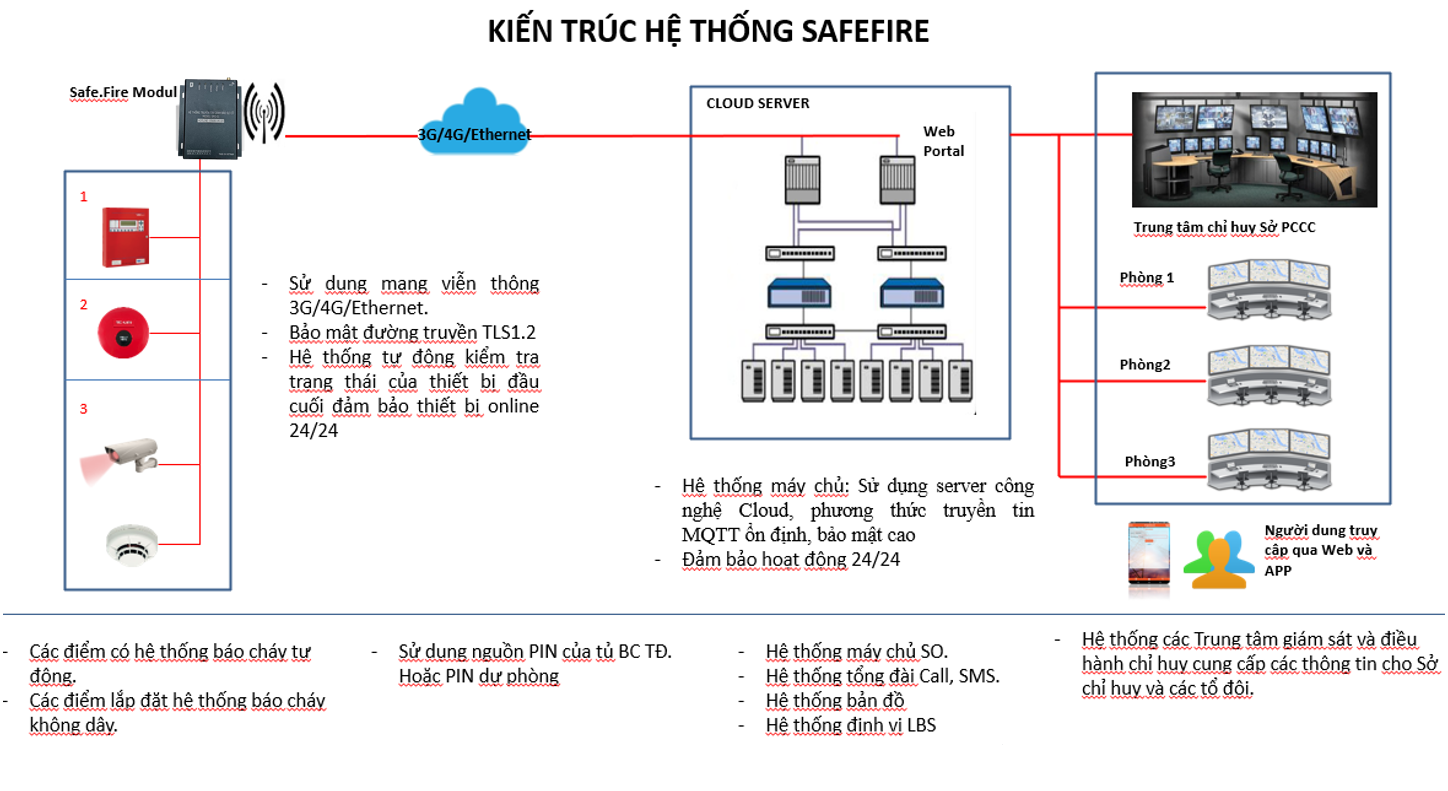 KIẾN TRÚC HỆ THỐNG SAFEFIRE
Safe.Fire Modul
3G/4G/Ethernet
CLOUD SERVER
Web
Portal
1
2
3
- Sử dụng mạng viễn thông
3G/4G/Ethernet.
- Bảo mật đường truyền TLS1.2
- Hệ thống tự động kiểm tra
trạng thái của thiết bị đầu
cuối đảm bảo thiết bị online
24/24
- Hệ thống máy chủ: Sử dụng server công
nghệ Cloud, phương thức truyền tin
MQTT ổn định, bảo mật cao
- Đảm bảo hoạt động 24/24
Trung tâm chỉ huy Sở PCCC
Phòng 1
Phòng2
Phòng3
Người dung truy
cập qua Web và
APP
- Các điểm có hệ thống báo cháy tự
động.
- Các điểm lắp đặt hệ thống báo cháy
không dây.
- Sử dụng nguồn PIN của tủ BC TĐ.
Hoặc PIN dự phòng
- Hệ thống máy chủ SO.
- Hệ thống tổng đài Call, SMS.
- Hệ thống bản đồ
- Hệ thống định vị LBS
- Hệ thống các Trung tâm giám sát và điều
hành chỉ huy cung cấp các thông tin cho Sở
chỉ huy và các tổ đội.